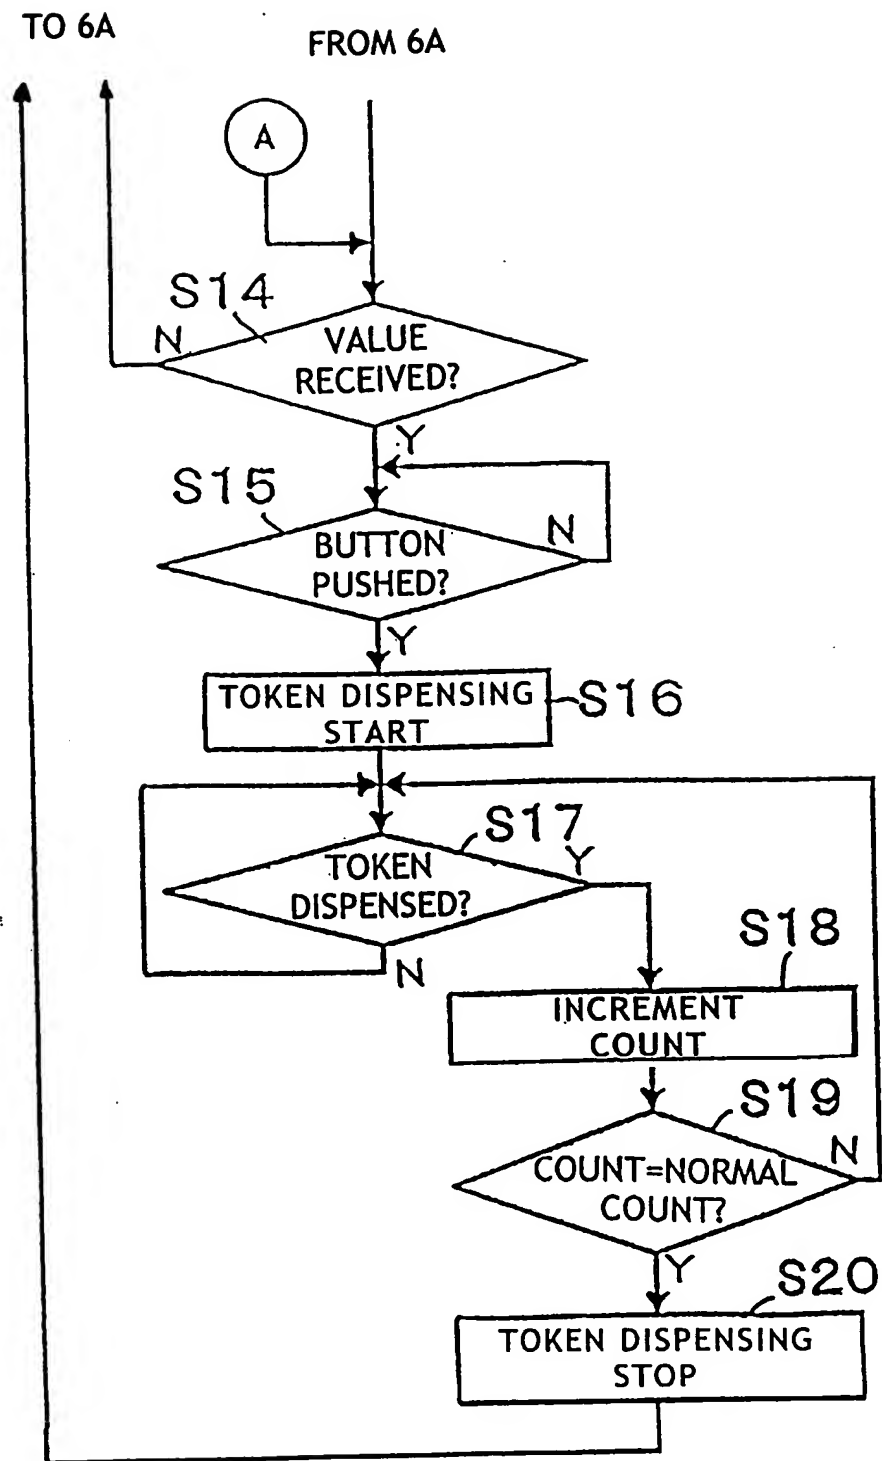 TO 6A
FROM 6A
A
S14
N
VALUE
RECEIVED?
Y
S15
N
BUTTON
PUSHED?
Y
TOKEN DISPENSING
START
S16
S17
Y
TOKEN
DISPENSED?
N
S18
INCREMENT
COUNT
S19
N
COUNT=NORMAL
COUNT?
Y
S20
TOKEN DISPENSING
STOP